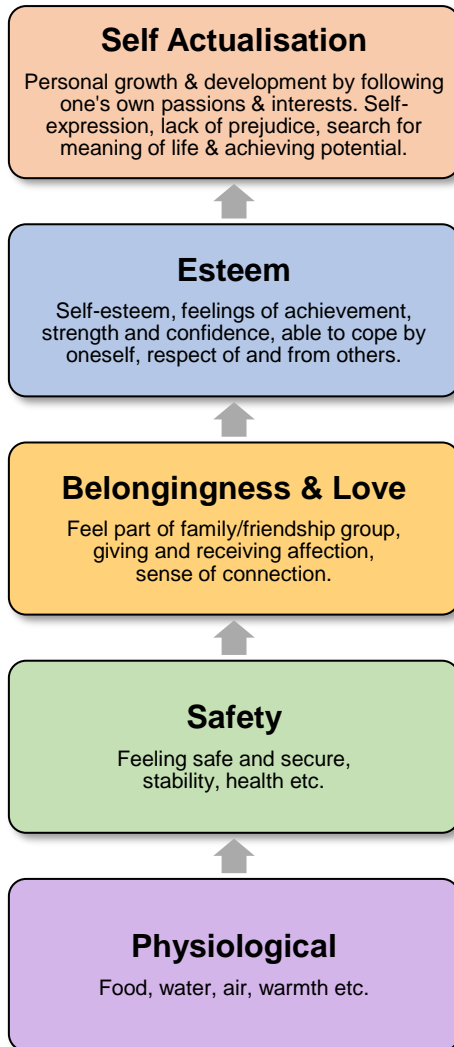 Self Actualisation
Personal growth & development by following
one's own passions & interests. Self-
expression, lack of prejudice, search for
meaning of life & achieving potential.
Esteem
Self-esteem, feelings of achievement,
strength and confidence, able to cope by
oneself, respect of and from others.
Belongingness & Love
Feel part of family/friendship group,
giving and receiving affection,
sense of connection.
Safety
Feeling safe and secure,
stability, health etc.
Physiological
Food, water, air, warmth etc.